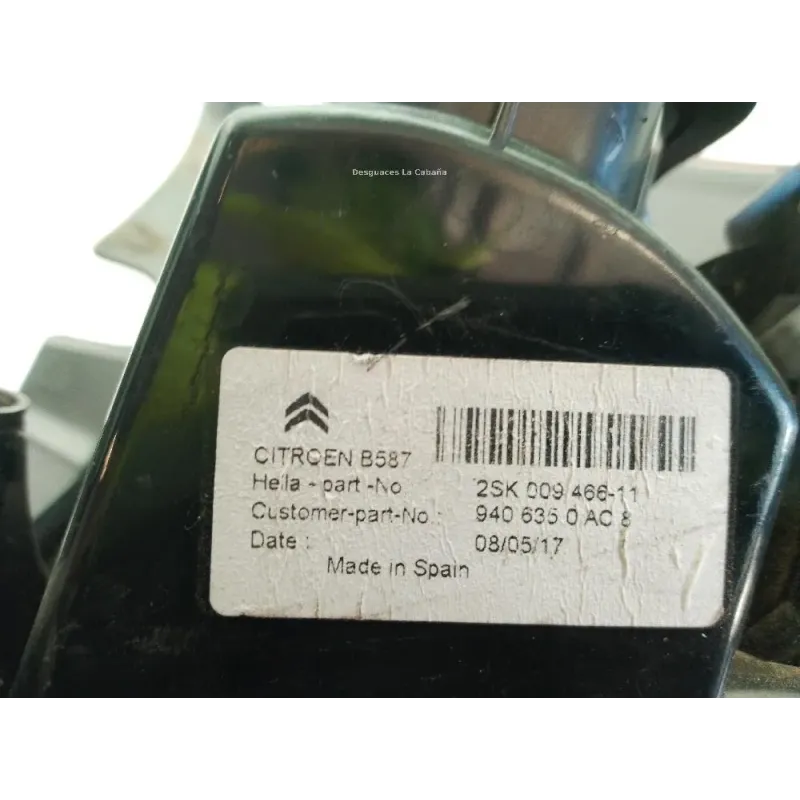 Desguaces La Cabaña
CITROEN B587
Hella - part -No
2SK 009 466-11
Customer-part-No.:
940 635 0 AC 8
Date :
08/05/17
Made in Spain